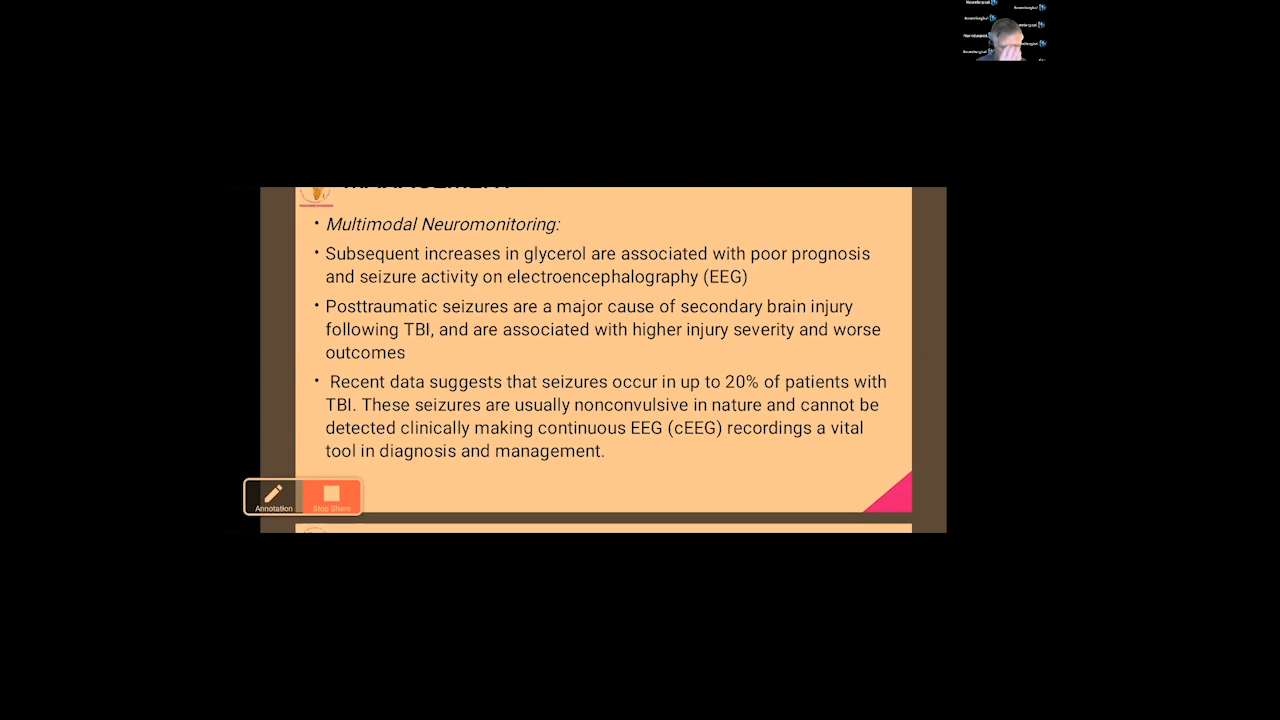 • Multimodal Neuromonitoring:
• Subsequent increases in glycerol are associated with poor prognosis
and seizure activity on electroencephalography (EEG)
• Posttraumatic seizures are a major cause of secondary brain injury
following TBI, and are associated with higher injury severity and worse
outcomes
• Recent data suggests that seizures occur in up to 20% of patients with
TBI. These seizures are usually nonconvulsive in nature and cannot be
detected clinically making continuous EEG (cEEG) recordings a vital
tool in diagnosis and management.
Annotation
Stop Share